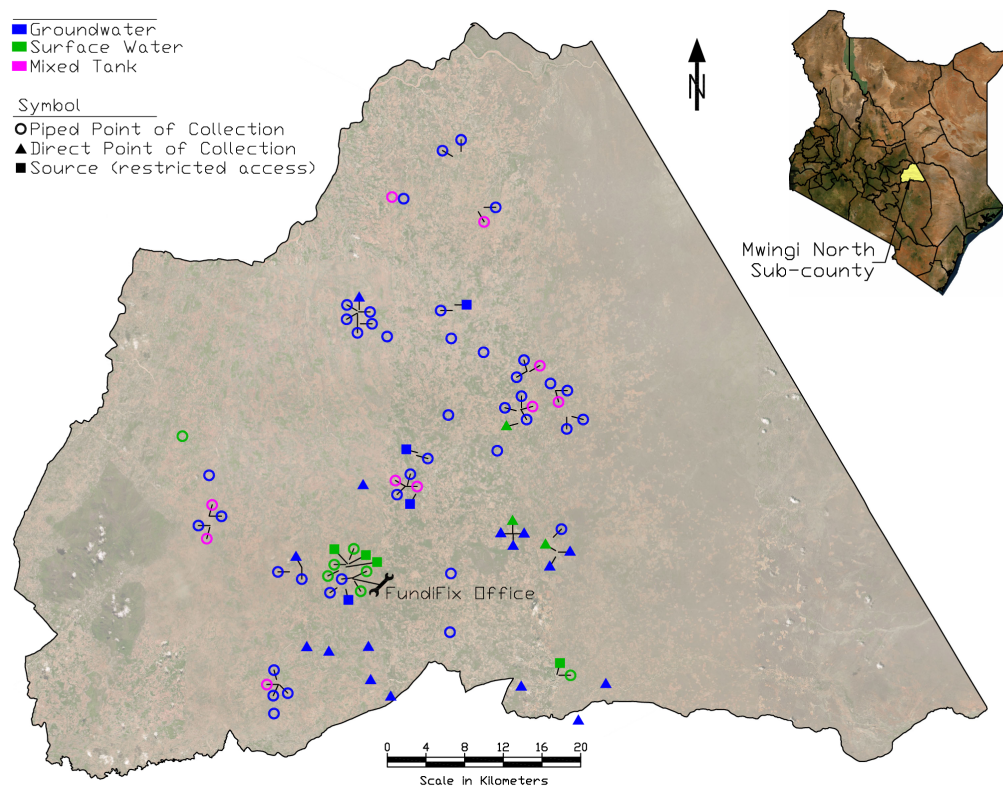 Groundwater
Surface Water
Mixed Tank
Symbol
Piped Point of Collection
Direct Point of Collection
Source (restricted access)
N
Mwingi North
Sub-county
FundiFix Office
0 4 8 12 16 20
Scale in Kilometers